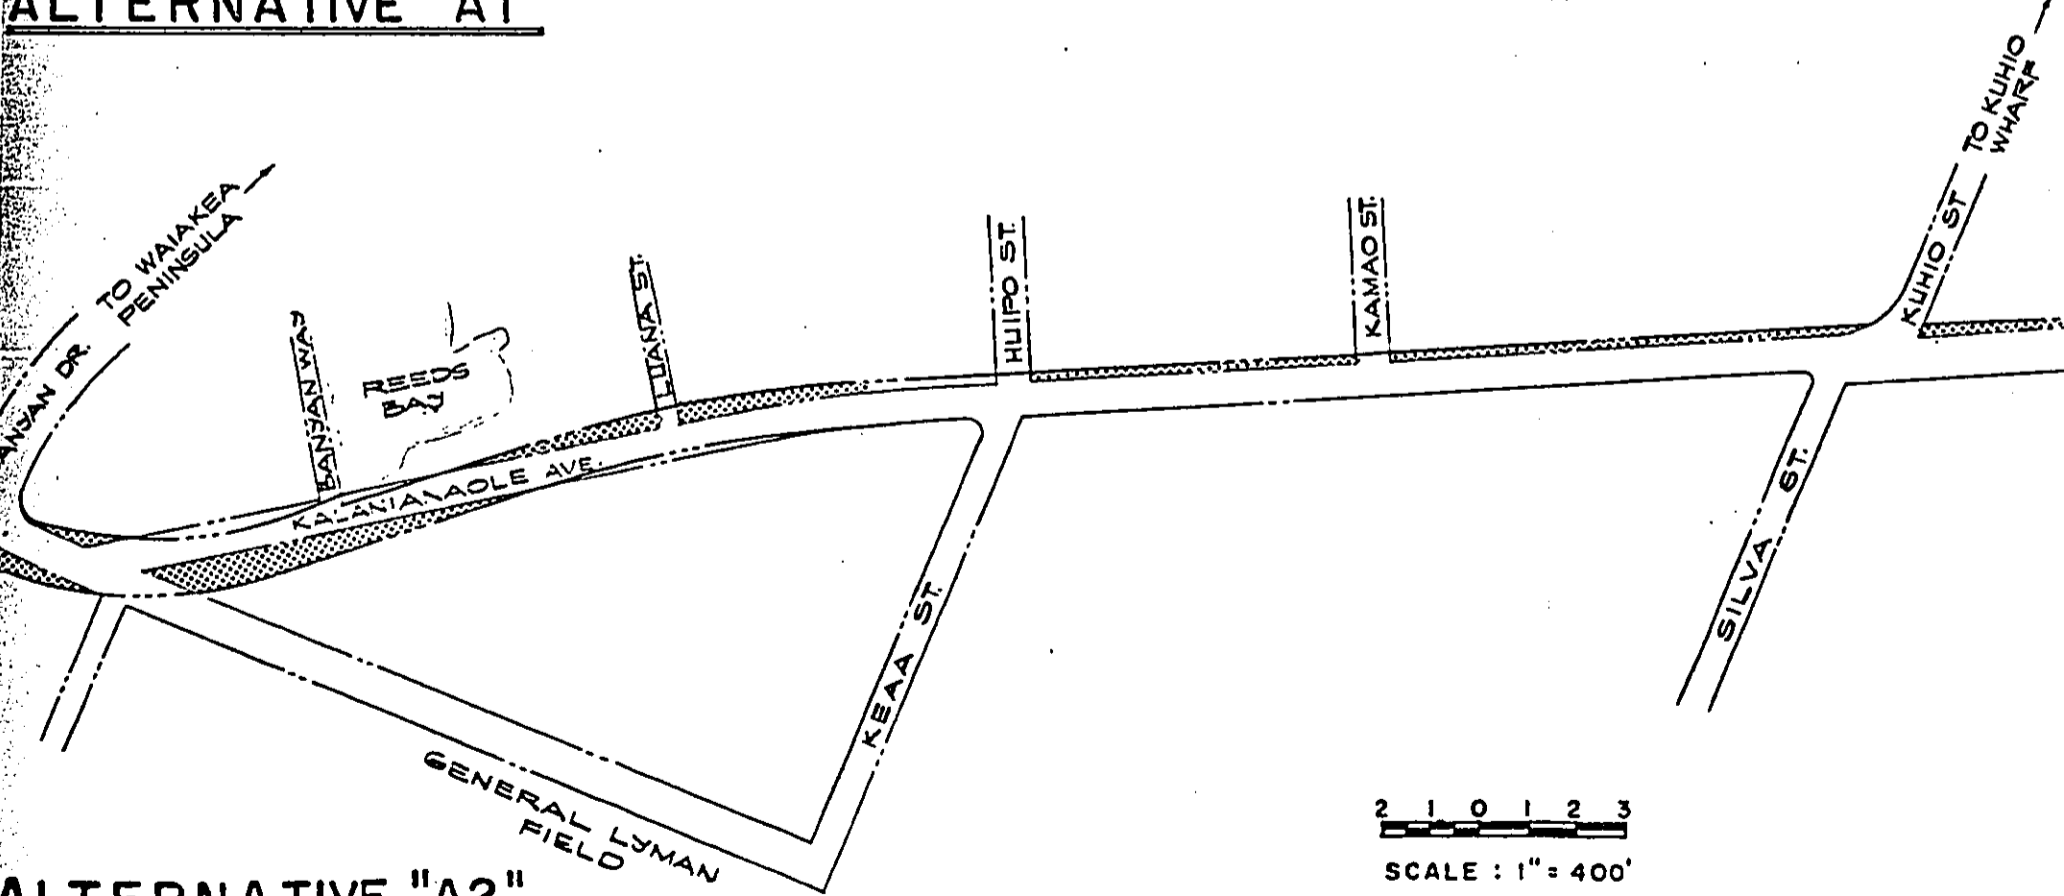 ALTERNATIVE "A1"
TO KUHIO
WHARF
TO WAIAKEA
PENINSULA
ANYAN DR.
BANYAN WAY
REEDS
BAY
LUANA ST.
HUIPO ST.
KAMAO ST.
KUHIO ST
KALANIANAOLE AVE.
KEAA ST.
SILVA ST.
GENERAL LYMAN
FIELD
2 1 0 1 2 3
SCALE : 1" = 400'
ALTERNATIVE "A2"